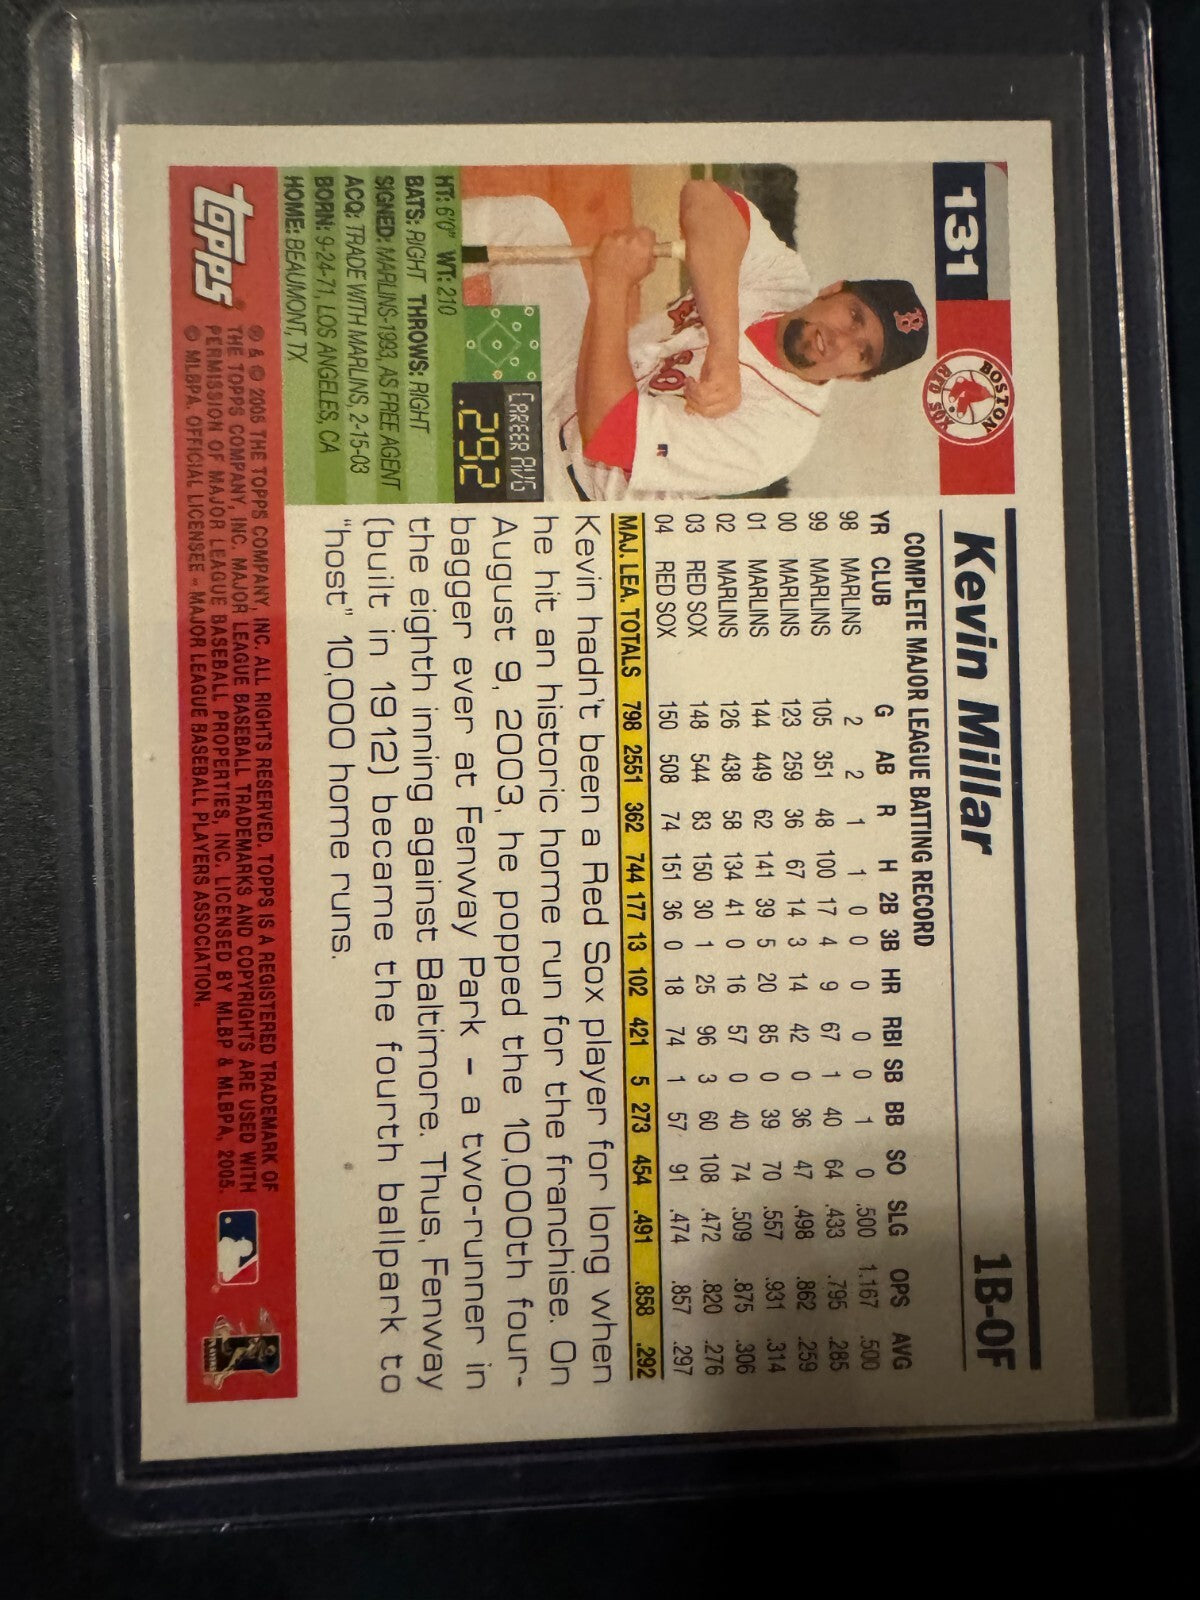 131
BOSTON
RED SOX
B
Kevin Millar 1B-OF
COMPLETE MAJOR LEAGUE BATTING RECORD
YR CLUB G AB R H 2B 3B HR RBI SB BB SO SLG OPS AVG
98 MARLINS 2 2 1 1 0 0 0 0 0 1 0 .500 1.167 .500
99 MARLINS 105 351 48 100 17 4 9 67 1 40 64 .433 .795 .285
00 MARLINS 123 259 36 67 14 3 14 42 0 36 47 .498 .862 .259
01 MARLINS 144 449 62 141 39 5 20 85 0 39 70 .557 .931 .314
02 MARLINS 126 438 58 134 41 0 16 57 0 40 74 .509 .875 .306
03 RED SOX 148 544 83 150 30 1 25 96 3 60 108 .472 .820 .276
04 RED SOX 150 508 74 151 36 0 18 74 1 57 91 .474 .857 .297
MAJ. LEA. TOTALS 798 2551 362 744 177 13 102 421 5 273 454 .491 .858 .292
Kevin hadn't been a Red Sox player for long when
he hit an historic home run for the franchise. On
August 9, 2003, he popped the 10,000th four-
bagger ever at Fenway Park – a two-runner in
the eighth inning against Baltimore. Thus, Fenway
(built in 1912) became the fourth ballpark to
"host" 10,000 home runs.
CAREER AVG
.292
HT: 6'0" WT: 210
BATS: RIGHT THROWS: RIGHT
SIGNED: MARLINS-1993, AS FREE AGENT
ACQ: TRADE WITH MARLINS, 2-15-03
BORN: 9-24-71, LOS ANGELES, CA
HOME: BEAUMONT, TX
topps
® & © 2005 THE TOPPS COMPANY, INC. ALL RIGHTS RESERVED. TOPPS IS A REGISTERED TRADEMARK OF
THE TOPPS COMPANY, INC. MAJOR LEAGUE BASEBALL TRADEMARKS AND COPYRIGHTS ARE USED WITH
PERMISSION OF MAJOR LEAGUE BASEBALL PROPERTIES, INC. LICENSED BY MLBP & MLBPA, 2005.
© MLBPA. OFFICIAL LICENSEE – MAJOR LEAGUE BASEBALL PLAYERS ASSOCIATION.